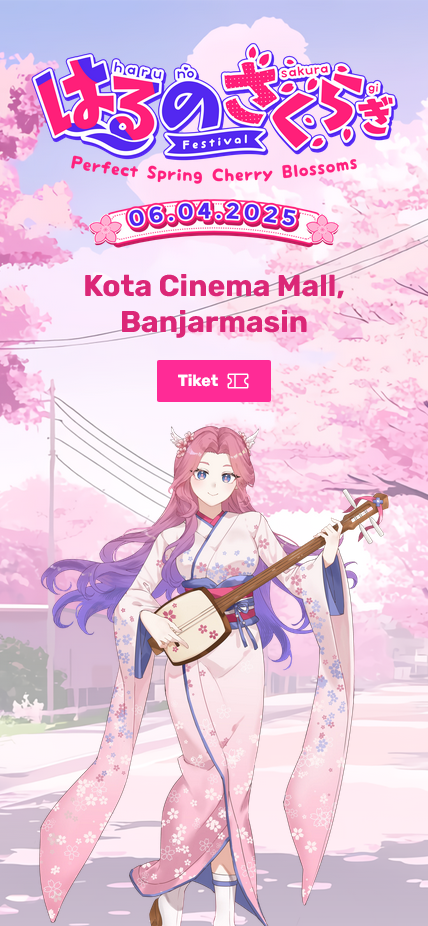 haru no sakura gi
はるのさくらぎ
Festival
Perfect Spring Cherry Blossoms
06.04.2025
Kota Cinema Mall,
Banjarmasin
Tiket